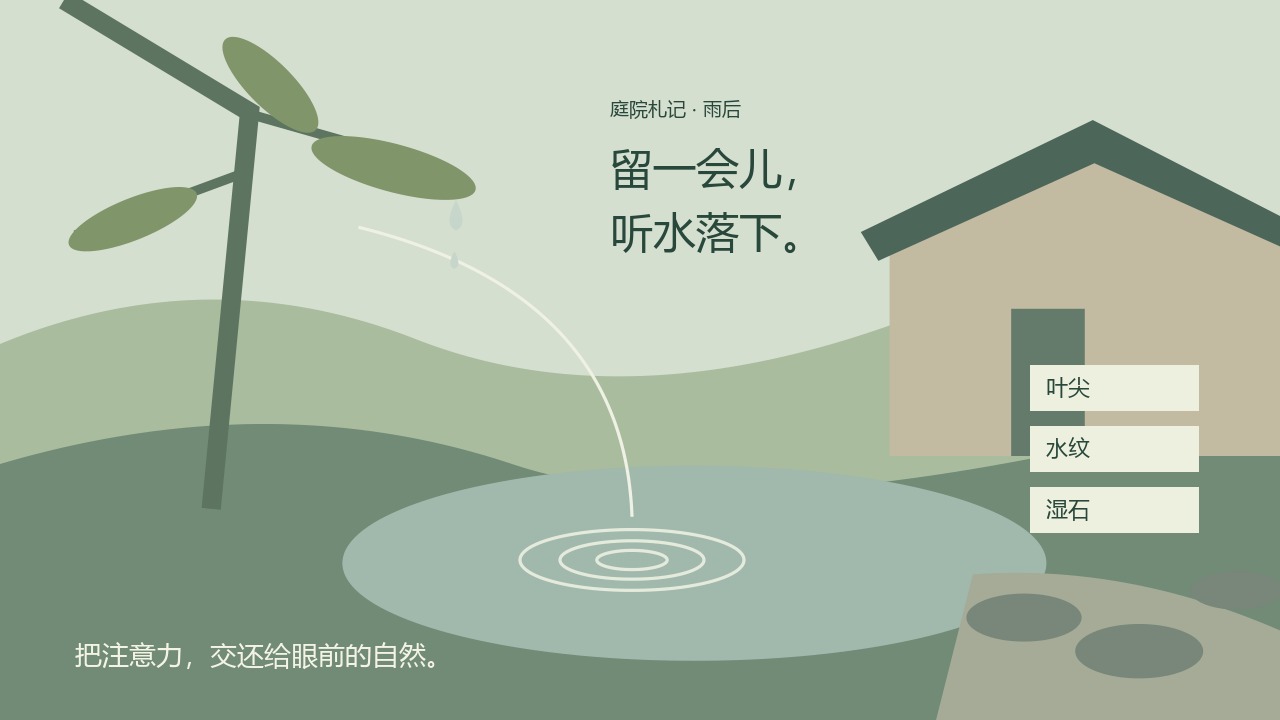 庭院札记 · 雨后
留一会儿，
听水落下。
叶尖
水纹
湿石
把注意力，交还给眼前的自然。